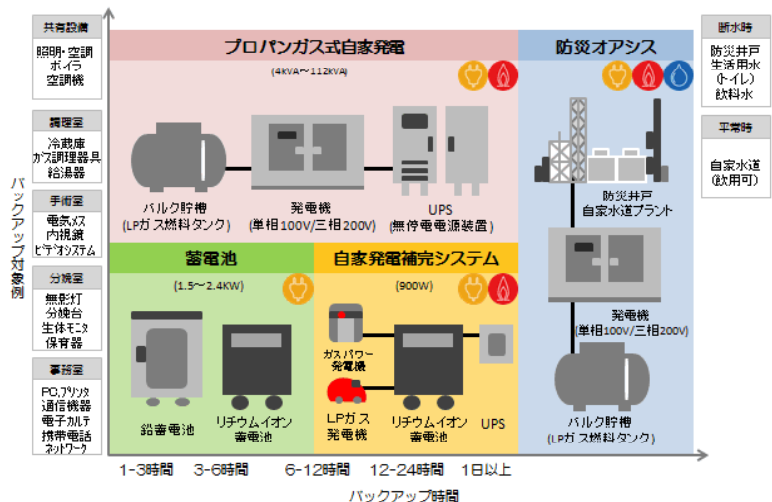 共有設備
照明・空調
ボイラ
空調機
調理室
冷蔵庫
ガス調理器具
給湯器
手術室
電気メス
内視鏡
ビデオシステム
分娩室
無影灯
分娩台
生体モニタ
保育器
事務室
PC,プリンタ
通信機器
電子カルテ
携帯電話
ネットワーク
バックアップ対象例
プロパンガス式自家発電
(4kVA～112kVA)
バルク貯槽
(LPガス燃料タンク)
発電機
(単相100V/三相200V)
UPS
(無停電電源装置)
蓄電池
(1.5～2.4KW)
鉛蓄電池
リチウムイオン
蓄電池
自家発電補完システム
(900W)
ガスパワー
発電機
LPガス
発電機
リチウムイオン
蓄電池
UPS
防災オアシス
防災井戸
自家水道プラント
発電機
(単相100V/三相200V)
バルク貯槽
(LPガス燃料タンク)
断水時
防災井戸
生活用水
(トイレ)
飲料水
平常時
自家水道
(飲用可)
1-3時間
3-6時間
6-12時間
12-24時間
1日以上
バックアップ時間